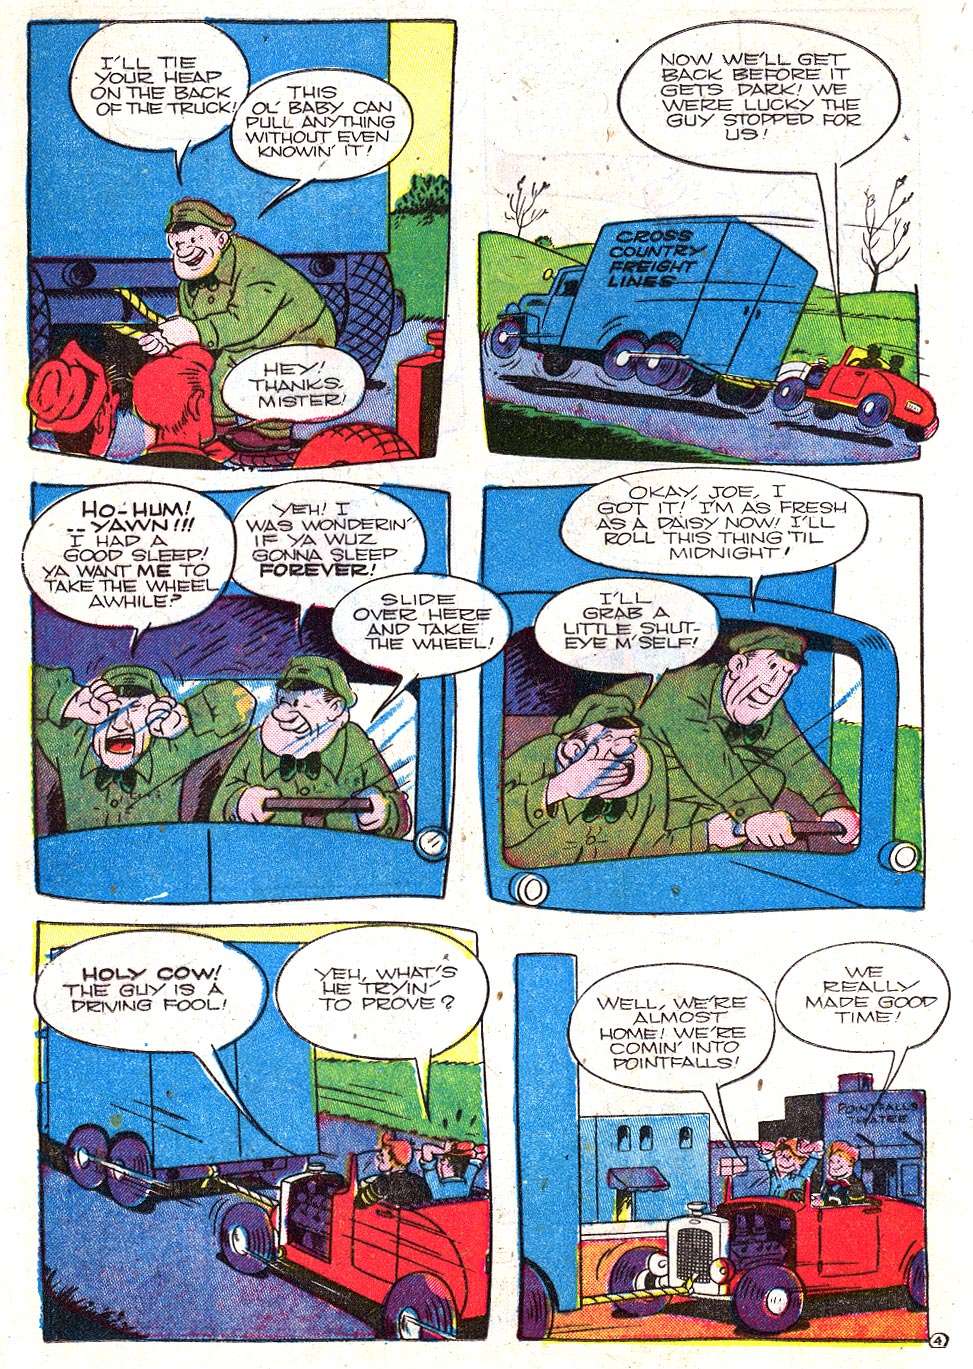 I'LL TIE
YOUR HEAP
ON THE BACK
OF THE TRUCK!
THIS
OL' BABY CAN
PULL ANYTHING
WITHOUT EVEN
KNOWIN' IT!
HEY!
THANKS,
MISTER!
NOW WE'LL GET
BACK BEFORE IT
GETS DARK! WE
WERE LUCKY THE
GUY STOPPED FOR
US!
CROSS
COUNTRY
FREIGHT
LINES
HO-HUM!
--YAWN!!!
I HAD A
GOOD SLEEP!
YA WANT ME TO
TAKE THE WHEEL
AWHILE?
YEH! I
WAS WONDERIN'
IF YA WUZ
GONNA SLEEP
FOREVER!
SLIDE
OVER HERE
AND TAKE
THE WHEEL!
OKAY, JOE, I
GOT IT! I'M AS FRESH
AS A DAISY NOW! I'LL
ROLL THIS THING 'TIL
MIDNIGHT!
I'LL
GRAB A
LITTLE SHUT-
EYE M'SELF!
HOLY COW!
THE GUY IS A
DRIVING FOOL!
YEH, WHAT'S
HE TRYIN'
TO PROVE?
WELL, WE'RE
ALMOST
HOME! WE'RE
COMIN' INTO
POINTFALLS!
WE
REALLY
MADE GOOD
TIME!
POINTFALLS
4